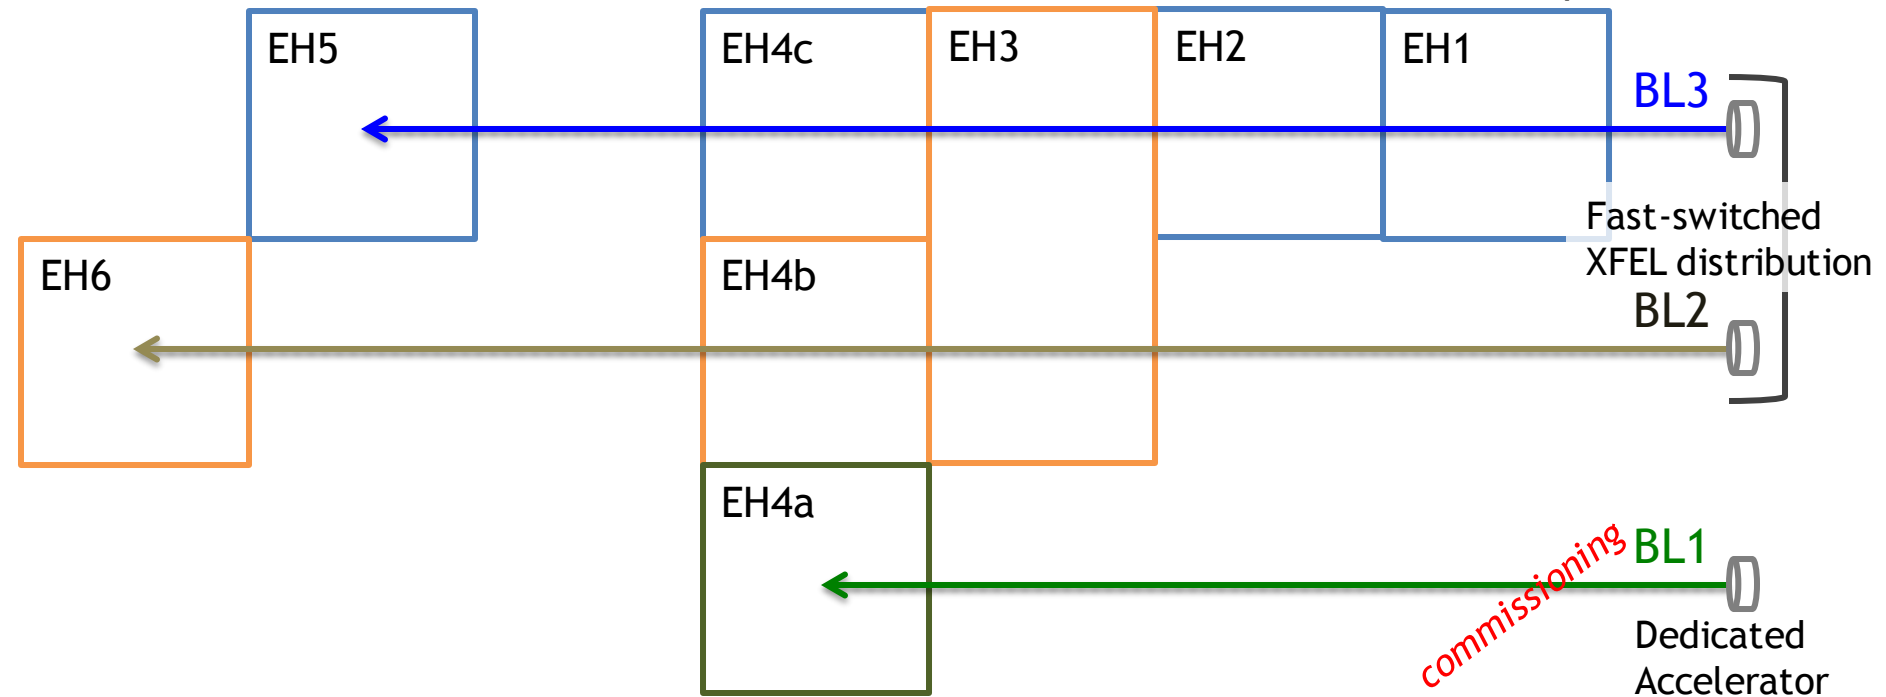 EH5
EH4c
EH3
EH2
EH1
BL3
Fast-switched
XFEL distribution
EH6
EH4b
BL2
EH4a
commissioning
BL1
Dedicated
Accelerator